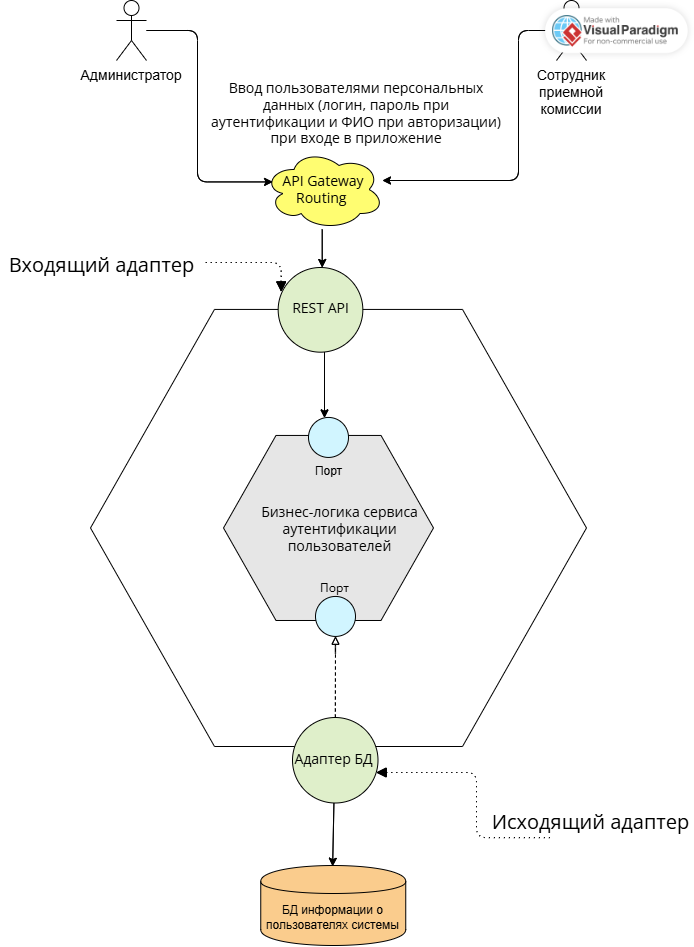 Made with
Visual Paradigm
For non-commercial use
Администратор
Сотрудник
приемной
комиссии
Ввод пользователями персональных
данных (логин, пароль при
аутентификации и ФИО при авторизации)
при входе в приложение
API Gateway
Routing
Входящий адаптер
REST API
Порт
Бизнес-логика сервиса
аутентификации
пользователей
Порт
Адаптер БД
Исходящий адаптер
БД информации о
пользователях системы